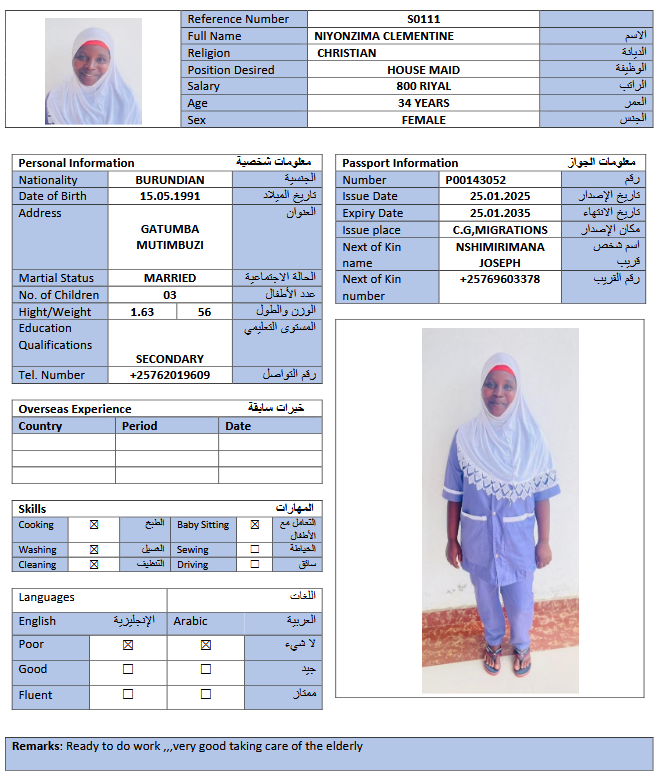 Reference Number S0111
Full Name NIYONZIMA CLEMENTINE الاسم
Religion CHRISTIAN الديانة
Position Desired HOUSE MAID الوظيفة
Salary 800 RIYAL الراتب
Age 34 YEARS العمر
Sex FEMALE الجنس
Personal Information معلومات شخصية
Nationality BURUNDIAN الجنسية
Date of Birth 15.05.1991 تاريخ الميلاد
Address GATUMBA العنوان
MUTIMBUZI
Martial Status MARRIED الحالة الاجتماعية
No. of Children 03 عدد الأطفال
Hight/Weight 1.63 56 الوزن والطول
Education المستوى التعليمي
Qualifications
SECONDARY
Tel. Number +25762019609 رقم التواصل
Passport Information معلومات الجواز
Number P00143052 رقم
Issue Date 25.01.2025 تاريخ الإصدار
Expiry Date 25.01.2035 تاريخ الانتهاء
Issue place C.G,MIGRATIONS مكان الإصدار
Next of Kin NSHIMIRIMANA اسم شخص
name JOSEPH قريب
Next of Kin +25769603378 رقم القريب
number
Overseas Experience خبرات سابقة
Country Period Date
Skills المهارات
Cooking ☒ الطبخ Baby Sitting ☒ التعامل مع
الأطفال
Washing ☒ الغسيل Sewing ☐ الخياطة
Cleaning ☒ التنظيف Driving ☐ سائق
Languages اللغات
English الإنجليزية Arabic العربية
Poor ☒ ☒ لا شيء
Good ☐ ☐ جيد
Fluent ☐ ☐ ممتاز
Remarks: Ready to do work ,,,very good taking care of the elderly